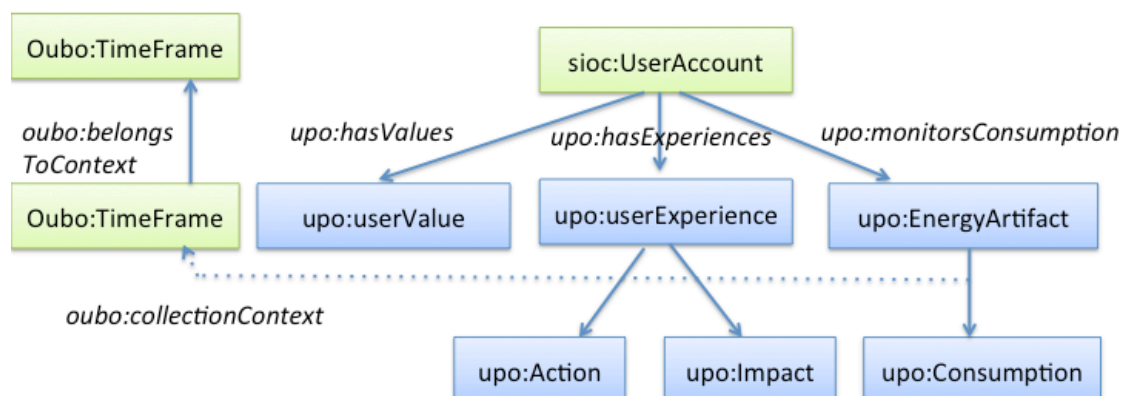 Oubo:TimeFrame
sioc:UserAccount
oubo:belongs
ToContext
upo:hasValues
upo:hasExperiences
upo:monitorsConsumption
Oubo:TimeFrame
upo:userValue
upo:userExperience
upo:EnergyArtifact
oubo:collectionContext
upo:Action
upo:Impact
upo:Consumption